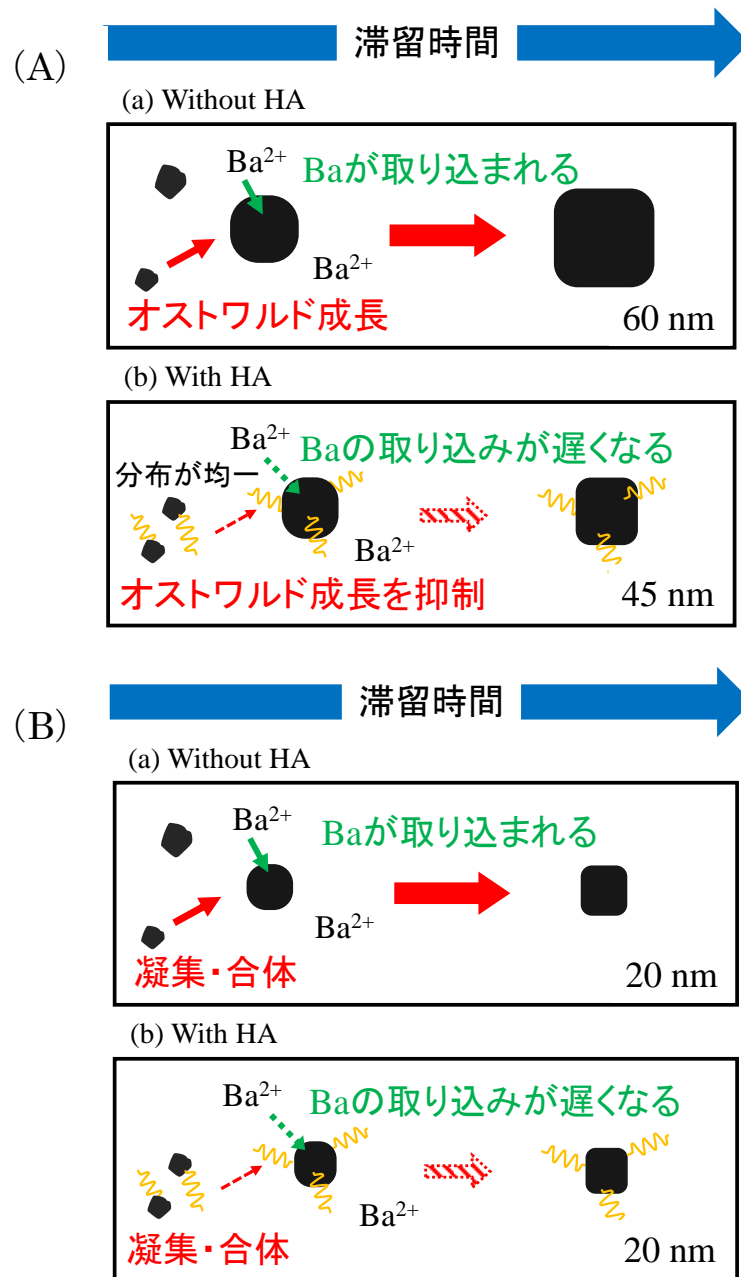 (A)
滞留時間
(a) Without HA
Ba²⁺
Baが取り込まれる
Ba²⁺
オストワルド成長
60 nm
(b) With HA
Ba²⁺
Baの取り込みが遅くなる
分布が均一
Ba²⁺
オストワルド成長を抑制
45 nm
(B)
滞留時間
(a) Without HA
Ba²⁺
Baが取り込まれる
Ba²⁺
凝集・合体
20 nm
(b) With HA
Ba²⁺
Baの取り込みが遅くなる
Ba²⁺
凝集・合体
20 nm